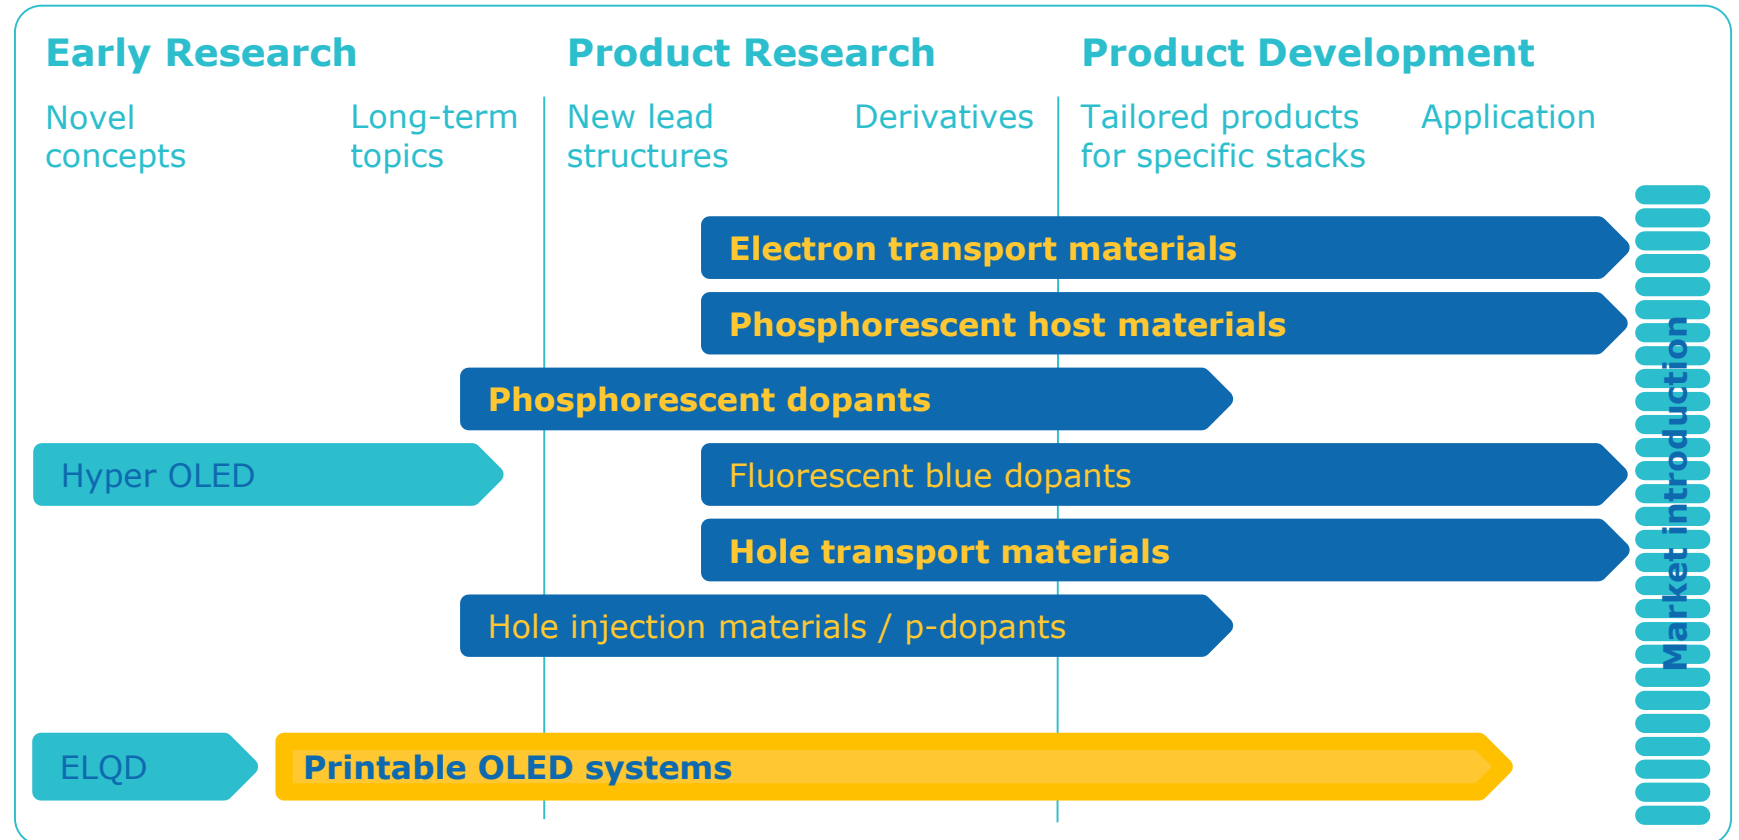 Early Research
Product Research
Product Development
Novel
concepts
Long-term
topics
New lead
structures
Derivatives
Tailored products
for specific stacks
Application
Electron transport materials
Phosphorescent host materials
Phosphorescent dopants
Hyper OLED
Fluorescent blue dopants
Hole transport materials
Hole injection materials / p-dopants
ELQD
Printable OLED systems
Market introduction